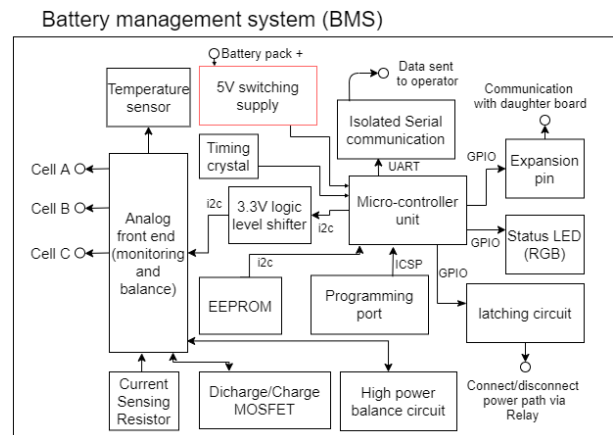 Battery management system (BMS)
Battery pack +
Temperature
sensor
5V switching
supply
Data sent
to operator
Isolated Serial
communication
Communication
with daughter board
Expansion
pin
Timing
crystal
UART
GPIO
Cell A
Cell B
Cell C
Analog
front end
(monitoring
and
balance)
i2c
3.3V logic
level shifter
i2c
Micro-controller
unit
GPIO
Status LED
(RGB)
i2c
EEPROM
ICSP
Programming
port
GPIO
latching circuit
Current
Sensing
Resistor
Dicharge/Charge
MOSFET
High power
balance circuit
Connect/disconnect
power path via
Relay